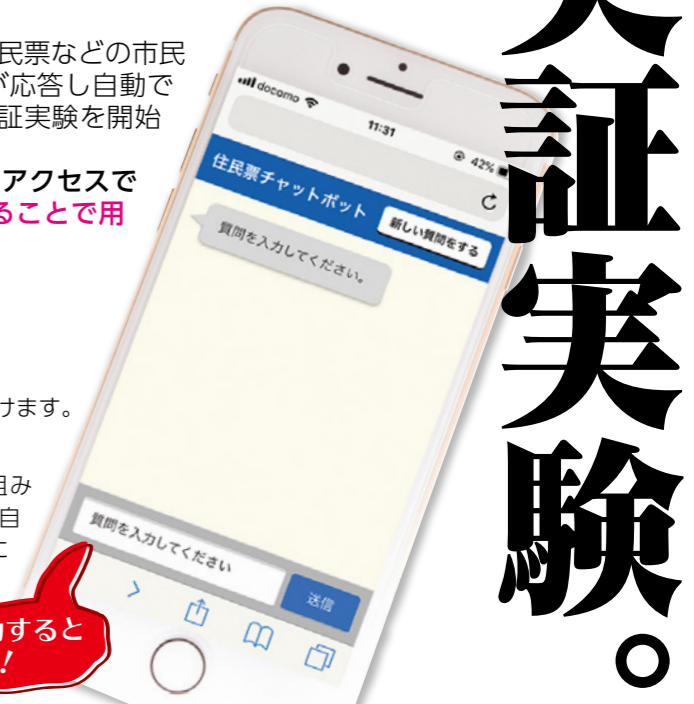 民票などの市民
が応答し自動で
証実験を開始
アクセスで
ることで用
けます。
組み
自
に
力すると
!
docomo
11:31
42%
住民票チャットボット
新しい質問をする
質問を入力してください。
質問を入力してください
送信
証実験。